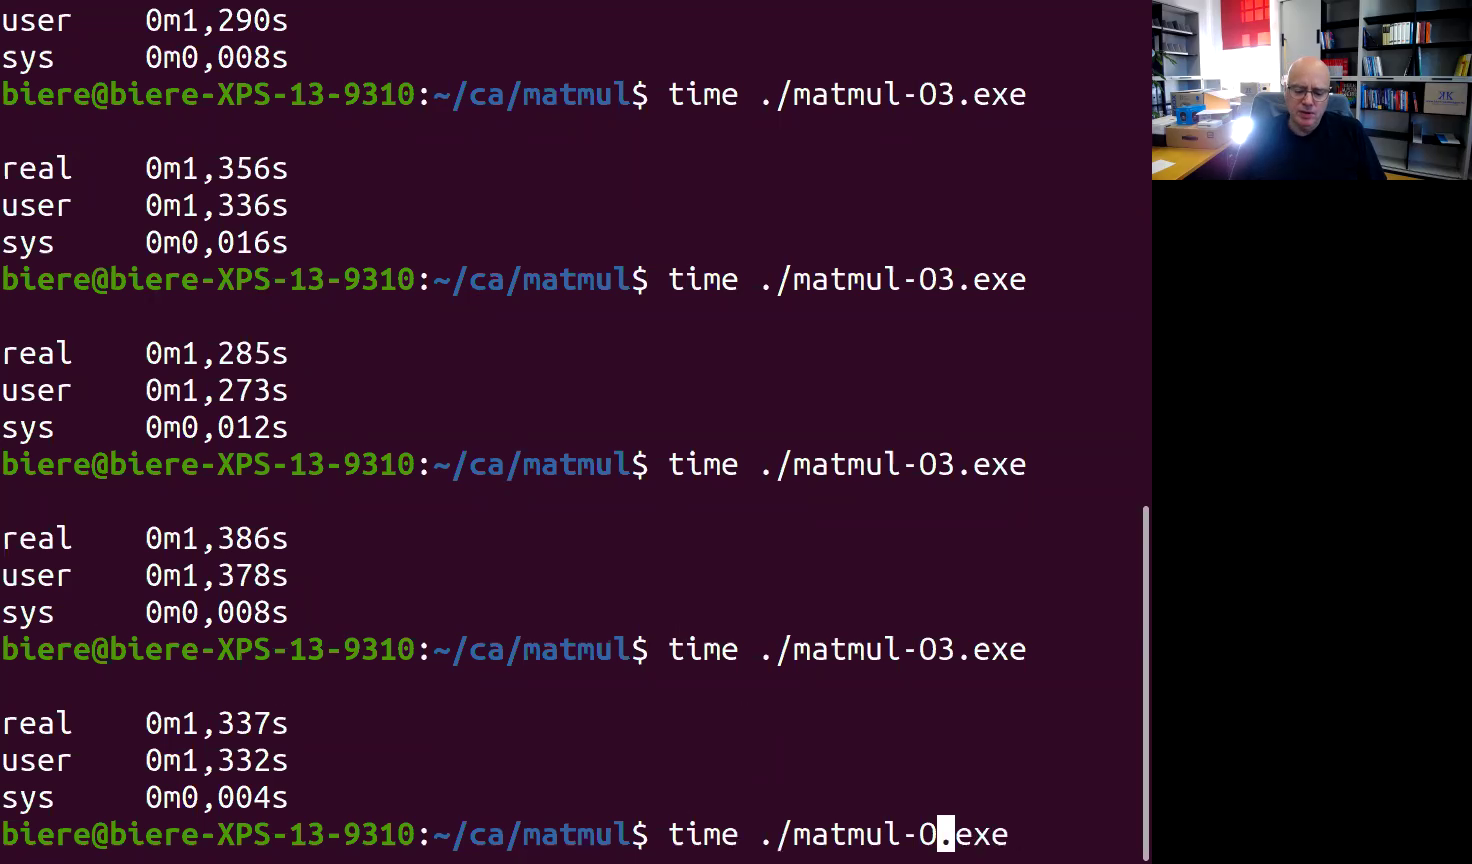 user    0m1,290s
sys     0m0,008s
biere@biere-XPS-13-9310:~/ca/matmul$ time ./matmul-O3.exe
real    0m1,356s
user    0m1,336s
sys     0m0,016s
biere@biere-XPS-13-9310:~/ca/matmul$ time ./matmul-O3.exe
real    0m1,285s
user    0m1,273s
sys     0m0,012s
biere@biere-XPS-13-9310:~/ca/matmul$ time ./matmul-O3.exe
real    0m1,386s
user    0m1,378s
sys     0m0,008s
biere@biere-XPS-13-9310:~/ca/matmul$ time ./matmul-O3.exe
real    0m1,337s
user    0m1,332s
sys     0m0,004s
biere@biere-XPS-13-9310:~/ca/matmul$ time ./matmul-O.exe